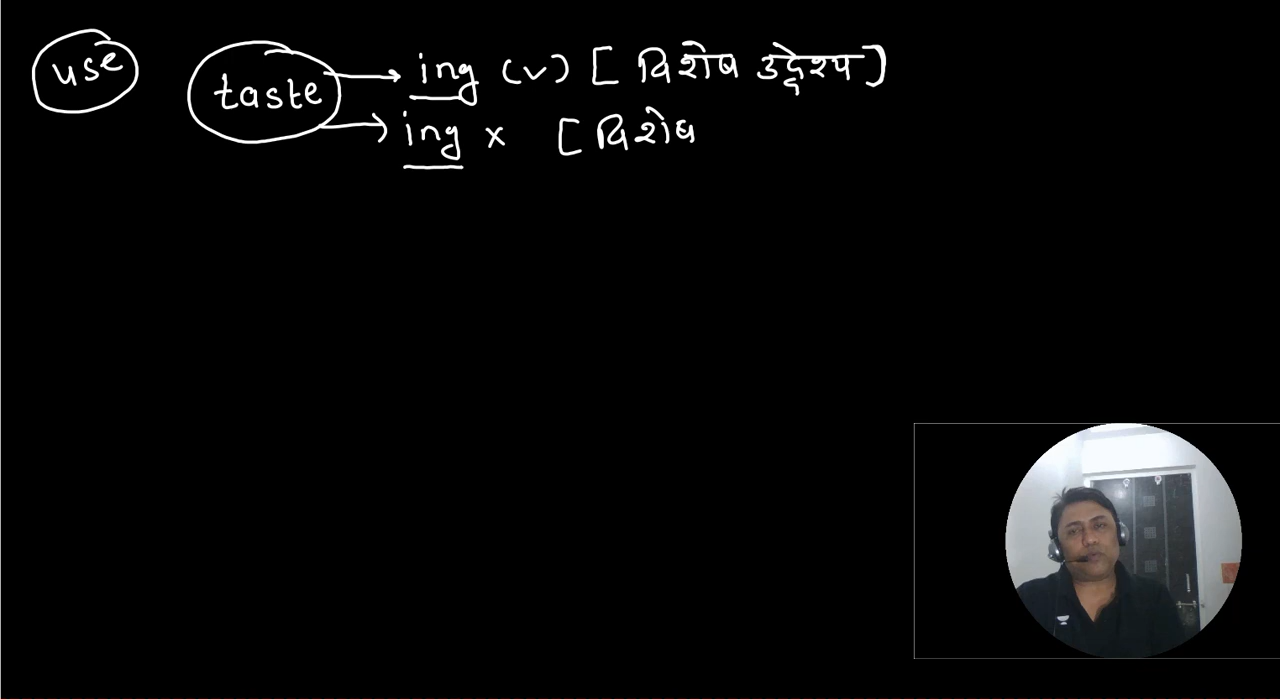 use taste → ing (v) [ विशेष उद्देश्य ]
→ ing x [ विशेष